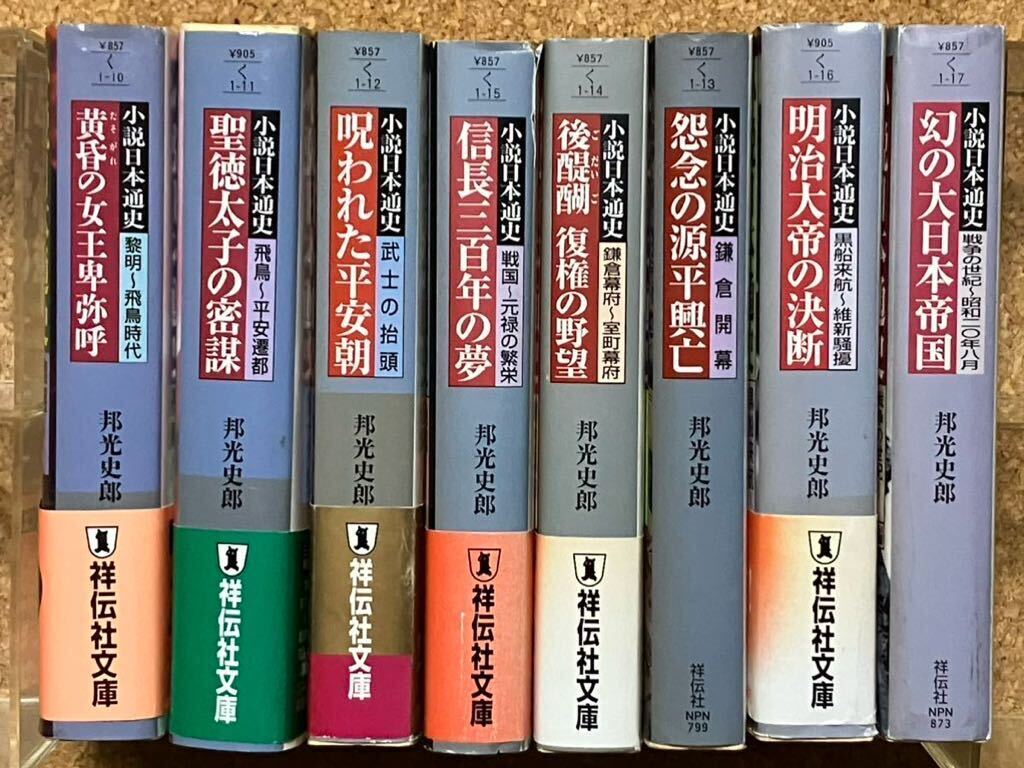 ¥857
く
1-10
小説日本通史
黄昏の女王卑弥呼
たそがれ
黎明〜飛鳥時代
邦光史郎
祥伝社文庫
¥905
く
1-11
小説日本通史
聖徳太子の密謀
飛鳥〜平安遷都
邦光史郎
祥伝社文庫
¥857
く
1-12
小説日本通史
呪われた平安朝
武士の抬頭
邦光史郎
祥伝社文庫
¥857
く
1-15
小説日本通史
信長三百年の夢
戦国〜元禄の繁栄
邦光史郎
祥伝社文庫
¥857
く
1-14
小説日本通史
後醍醐 復権の野望
ごだいご
鎌倉幕府〜室町幕府
邦光史郎
祥伝社文庫
¥857
く
1-13
小説日本通史
怨念の源平興亡
鎌倉開幕
邦光史郎
祥伝社
NPN
799
¥905
く
1-16
小説日本通史
明治大帝の決断
黒船来航〜維新騒擾
邦光史郎
祥伝社文庫
¥857
く
1-17
小説日本通史
幻の大日本帝国
戦争の世紀〜昭和二〇年八月
邦光史郎
祥伝社
NPN
873